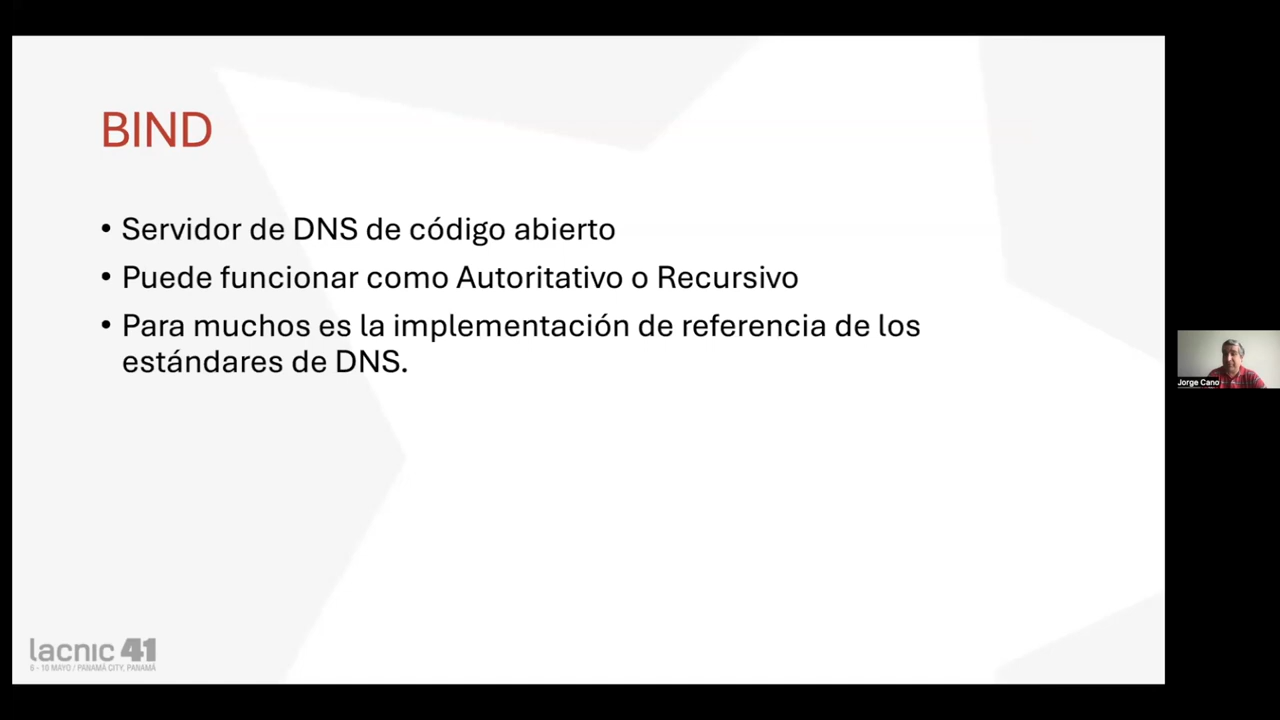 BIND
• Servidor de DNS de código abierto
• Puede funcionar como Autoritativo o Recursivo
• Para muchos es la implementación de referencia de los
estándares de DNS.
Jorge Cano
lacnic 41
6 - 10 MAYO / PANAMÁ CITY, PANAMÁ